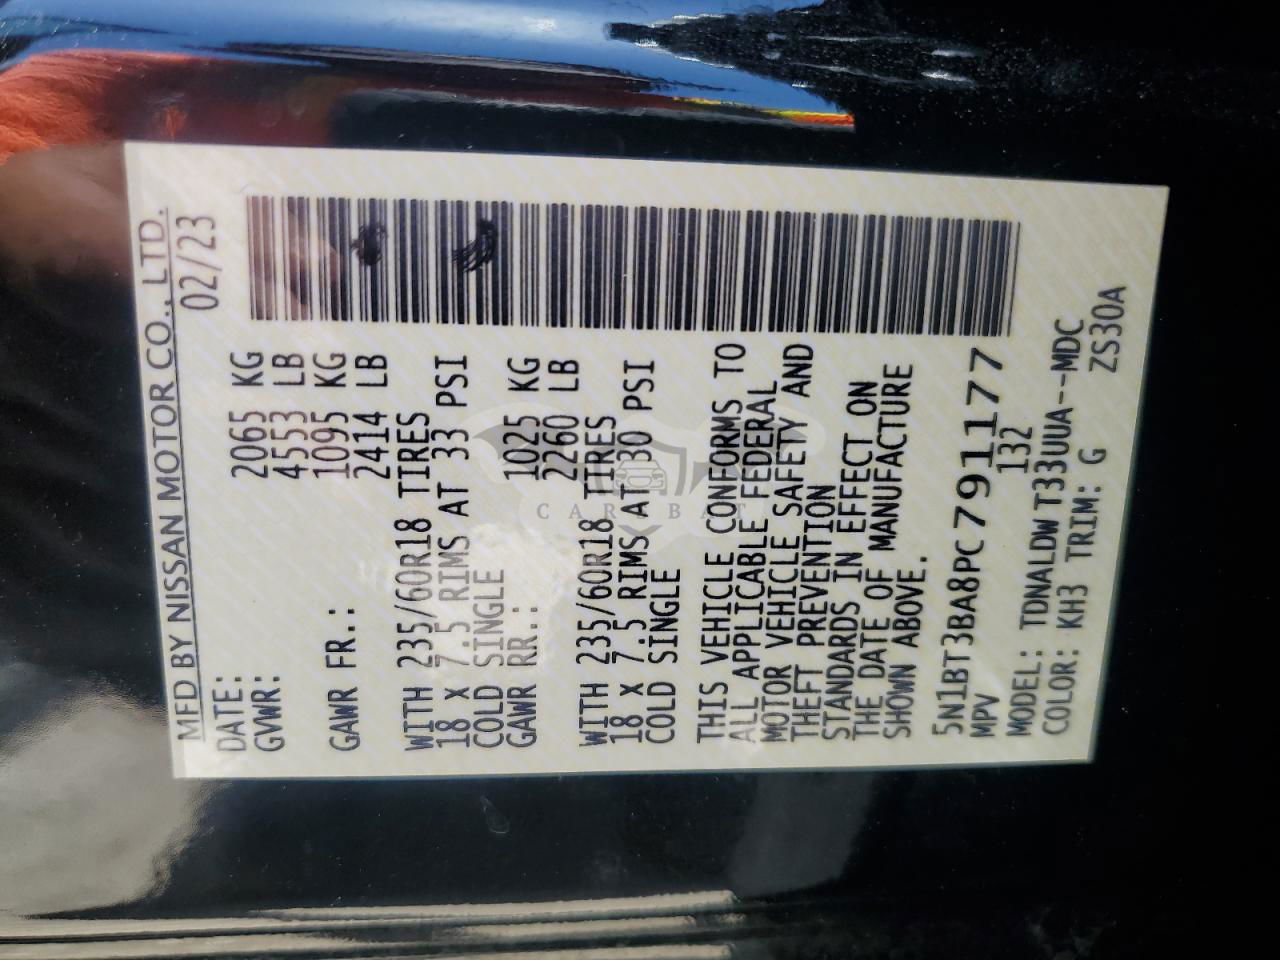 MFD BY NISSAN MOTOR CO., LTD.
DATE: 02/23
GVWR: 2065 KG
4553 LB
GAWR FR.: 1095 KG
2414 LB
WITH 235/60R18 TIRES
18 X 7.5 RIMS AT 33 PSI
COLD SINGLE
GAWR RR.: 1025 KG
2260 LB
WITH 235/60R18 TIRES
18 X 7.5 RIMS AT 30 PSI
COLD SINGLE
THIS VEHICLE CONFORMS TO
ALL APPLICABLE FEDERAL
MOTOR VEHICLE SAFETY AND
THEFT PREVENTION
STANDARDS IN EFFECT ON
THE DATE OF MANUFACTURE
SHOWN ABOVE.
5N1BT3BA8PC791177
MPV 132
MODEL: TDNALDW T33UUA--MDC
COLOR: KH3 TRIM: G ZS30A
CARSBAT